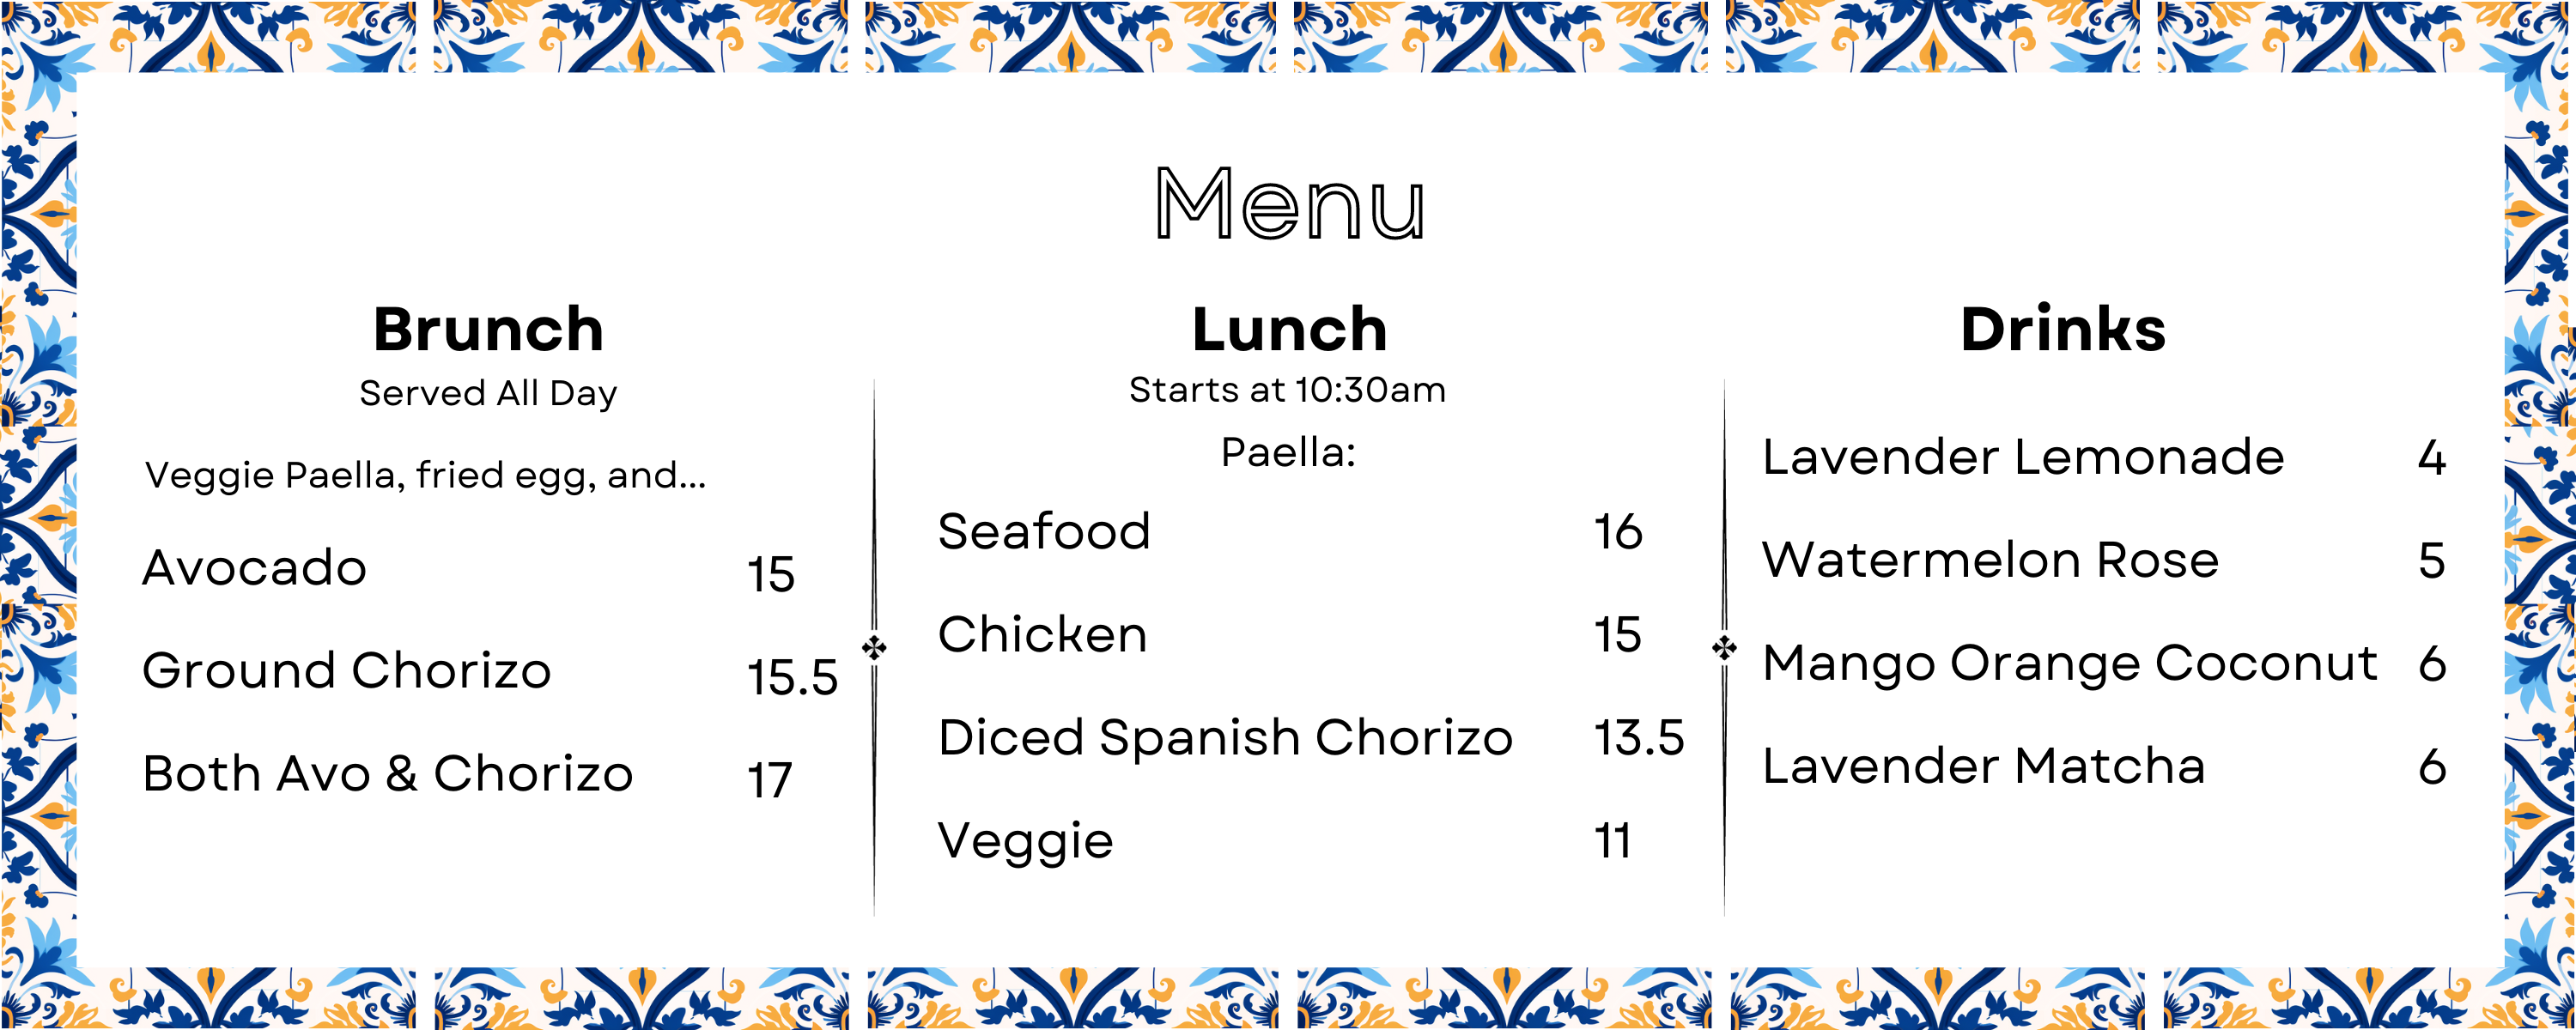 Menu
Brunch
Served All Day
Veggie Paella, fried egg, and...
Avocado 15
Ground Chorizo 15.5
Both Avo & Chorizo 17
Lunch
Starts at 10:30am
Paella:
Seafood 16
Chicken 15
Diced Spanish Chorizo 13.5
Veggie 11
Drinks
Lavender Lemonade 4
Watermelon Rose 5
Mango Orange Coconut 6
Lavender Matcha 6